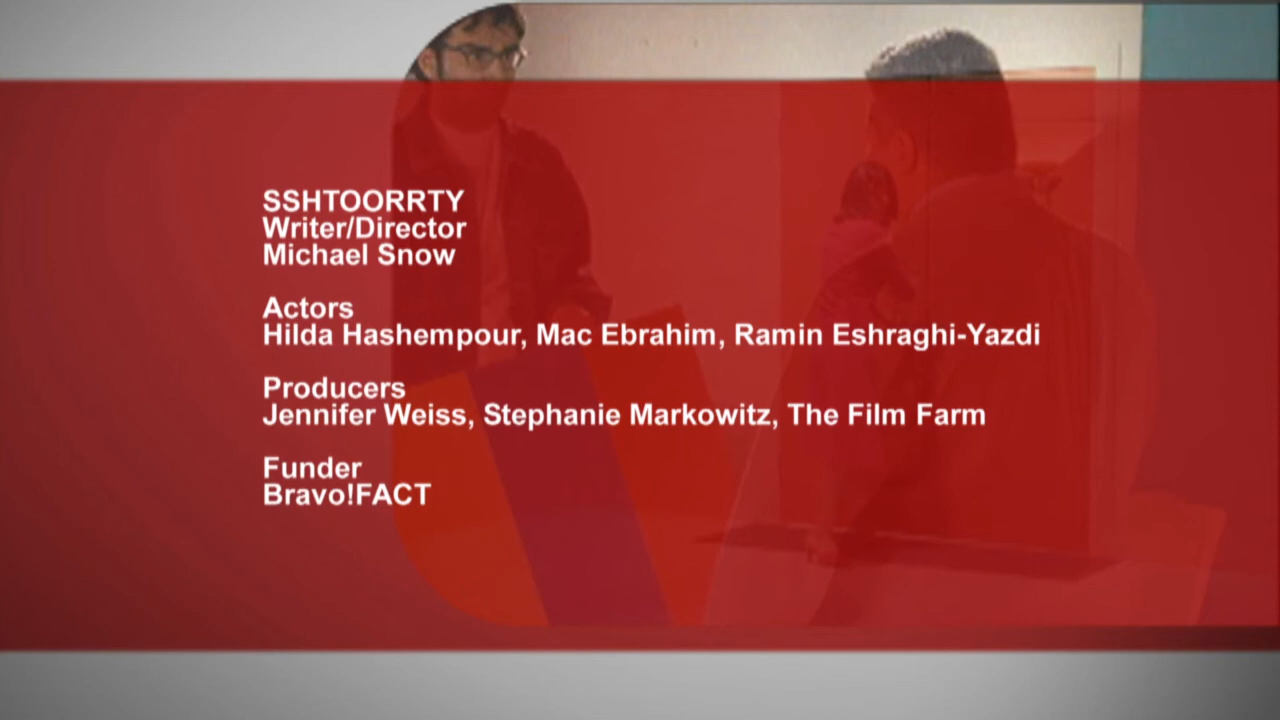 SSHTOORRTY
Writer/Director
Michael Snow
Actors
Hilda Hashempour, Mac Ebrahim, Ramin Eshraghi-Yazdi
Producers
Jennifer Weiss, Stephanie Markowitz, The Film Farm
Funder
Bravo!FACT